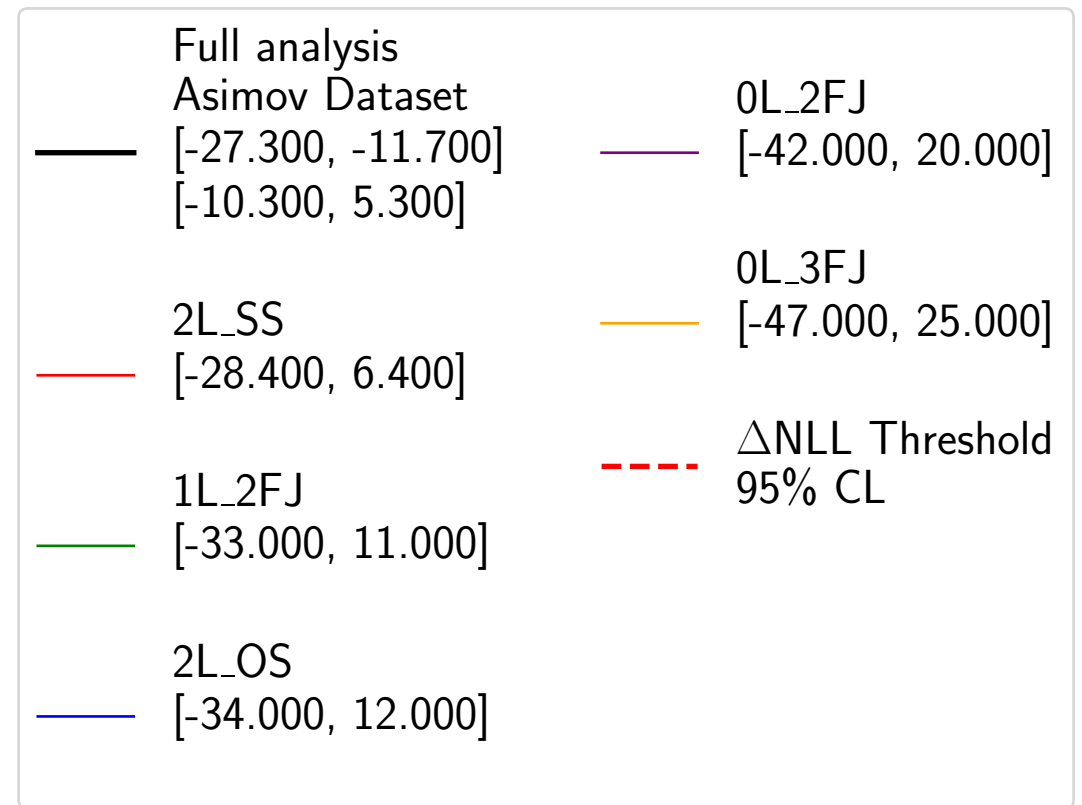 Full analysis
Asimov Dataset
[-27.300, -11.700]
[-10.300, 5.300]
2L_SS
[-28.400, 6.400]
1L_2FJ
[-33.000, 11.000]
2L_OS
[-34.000, 12.000]
0L_2FJ
[-42.000, 20.000]
0L_3FJ
[-47.000, 25.000]
ΔNLL Threshold
95% CL